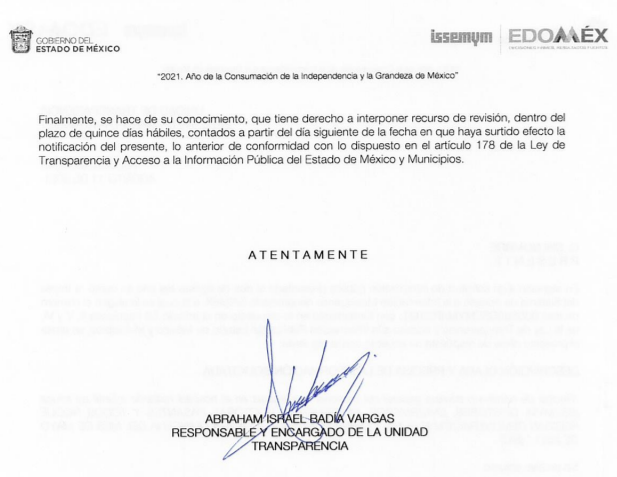 GOBIERNO DEL
ESTADO DE MÉXICO
issemym
EDOMÉX
"2021. Año de la Consumación de la Independencia y la Grandeza de México"
Finalmente, se hace de su conocimiento, que tiene derecho a interponer recurso de revisión, dentro del
plazo de quince días hábiles, contados a partir del día siguiente de la fecha en que haya surtido efecto la
notificación del presente, lo anterior de conformidad con lo dispuesto en el artículo 178 de la Ley de
Transparencia y Acceso a la Información Pública del Estado de México y Municipios.
ATENTAMENTE
ABRAHAM ISRAEL BADÍA VARGAS
RESPONSABLE Y ENCARGADO DE LA UNIDAD
TRANSPARENCIA